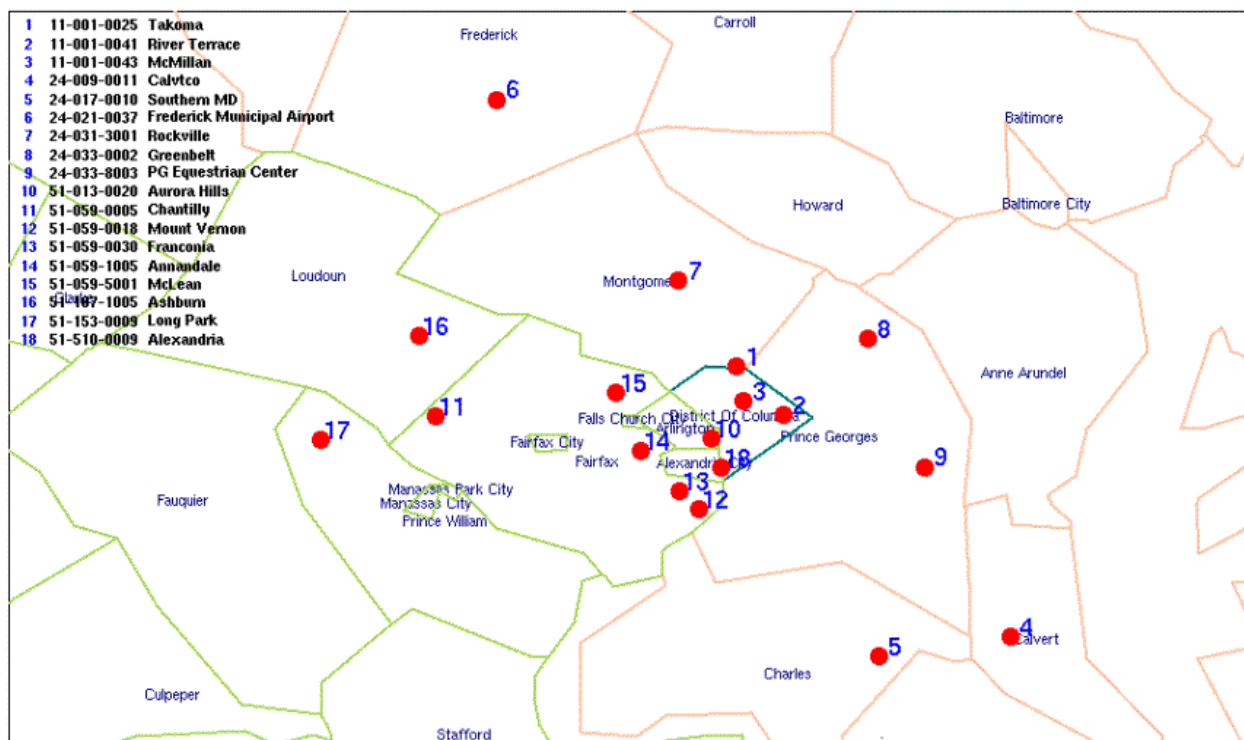 1 11-001-0025 Takoma
2 11-001-0041 River Terrace
3 11-001-0043 McMillan
4 24-009-0011 Calvtco
5 24-017-0010 Southern MD
6 24-021-0037 Frederick Municipal Airport
7 24-031-3001 Rockville
8 24-033-0002 Greenbelt
9 24-033-8003 PG Equestrian Center
10 51-013-0020 Aurora Hills
11 51-059-0005 Chantilly
12 51-059-0018 Mount Vernon
13 51-059-0030 Franconia
14 51-059-1005 Annandale
15 51-059-5001 McLean
16 51-107-1005 Ashburn
17 51-153-0009 Long Park
18 51-510-0009 Alexandria
Carroll
Frederick
6
Baltimore
Howard
Baltimore City
Loudoun
Montgome
7
Clarke
16
8
1
Anne Arundel
15
3
11
Falls Church City
District Of Columbia
2
Arlington
10
17
Fairfax City
Prince Georges
14
Fairfax
Alexandria City
18
9
Manassas Park City
13
Fauquier
Manassas City
12
Prince William
4
Calvert
5
Charles
Culpeper
Stafford